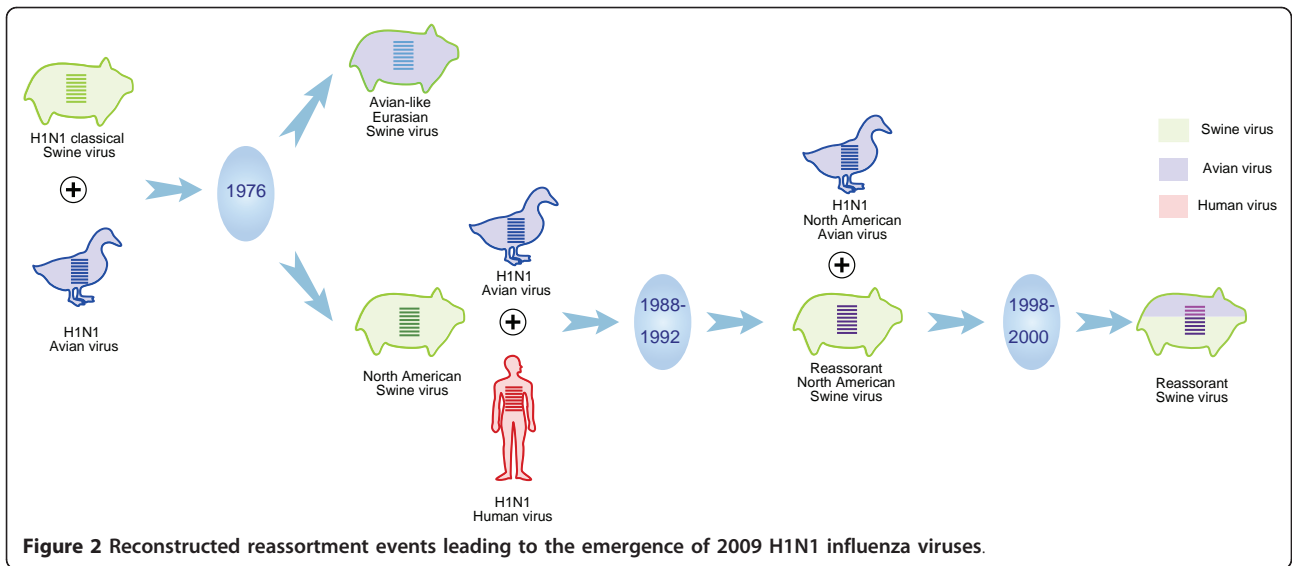 H1N1 classical
Swine virus
+
H1N1
Avian virus
1976
Avian-like
Eurasian
Swine virus
North American
Swine virus
H1N1
Avian virus
+
H1N1
Human virus
1988-
1992
H1N1
North American
Avian virus
+
Reassorant
North American
Swine virus
1998-
2000
Reassorant
Swine virus
Swine virus
Avian virus
Human virus
Figure 2 Reconstructed reassortment events leading to the emergence of 2009 H1N1 influenza viruses.